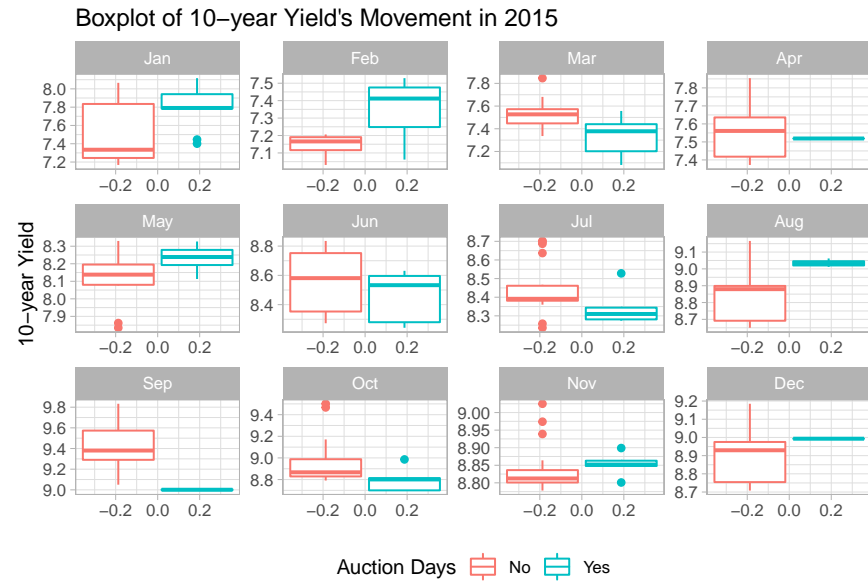 Boxplot of 10−year Yield's Movement in 2015
Jan Feb Mar Apr
8.0 7.5 7.8 7.8
7.8 7.4 7.6 7.7
7.6 7.3 7.4 7.6
7.4 7.2 7.2 7.5
7.2 7.1 7.4
−0.2 0.0 0.2 −0.2 0.0 0.2 −0.2 0.0 0.2 −0.2 0.0 0.2
May Jun Jul Aug
8.3 8.8 8.7 9.1
8.2 8.6 8.6 9.0
8.1 8.4 8.5 8.9
8.0 8.4 8.8
7.9 8.3 8.7
−0.2 0.0 0.2 −0.2 0.0 0.2 −0.2 0.0 0.2 −0.2 0.0 0.2
10−year Yield
Sep Oct Nov Dec
9.8 9.4 9.00 9.2
9.6 9.2 8.95 9.1
9.4 9.0 8.90 9.0
9.2 8.8 8.85 8.9
9.0 8.80 8.8
8.7
−0.2 0.0 0.2 −0.2 0.0 0.2 −0.2 0.0 0.2 −0.2 0.0 0.2
Auction Days No Yes